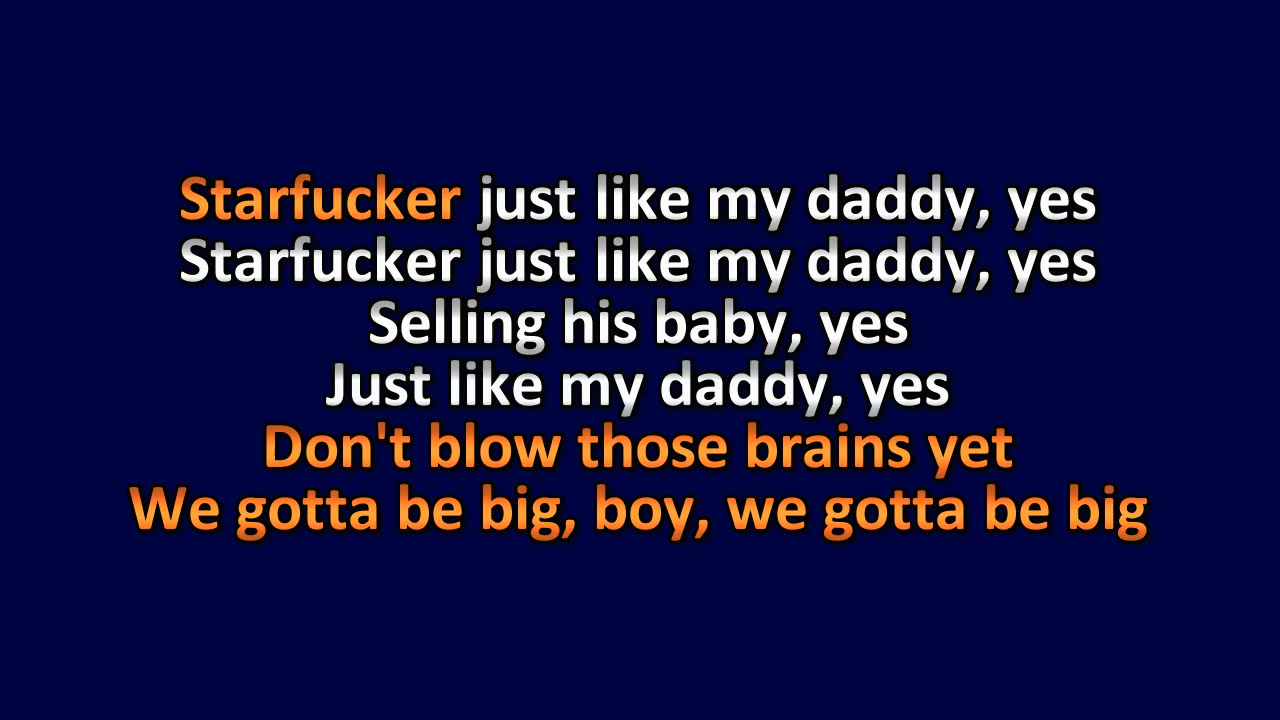 Starfucker just like my daddy, yes
Starfucker just like my daddy, yes
Selling his baby, yes
Just like my daddy, yes
Don't blow those brains yet
We gotta be big, boy, we gotta be big